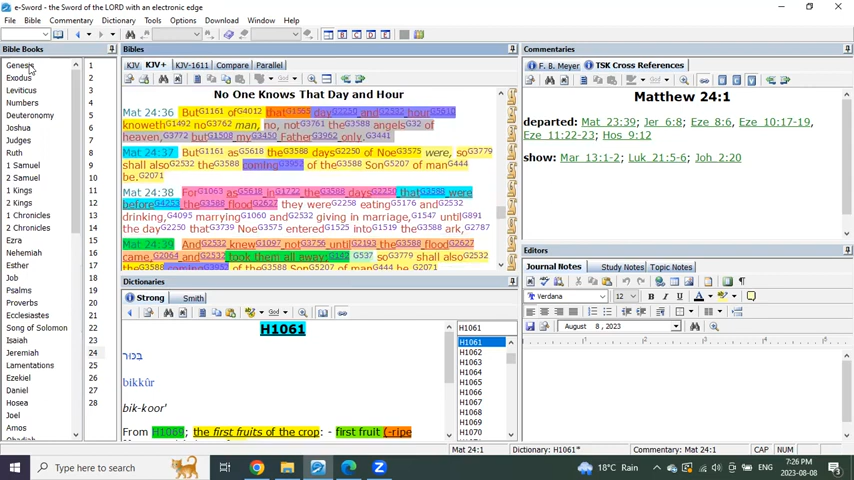 e-Sword - the Sword of the LORD with an electronic edge
File Bible Commentary Dictionary Tools Options Download Window Help
Bible Books
Genesis
Exodus
Leviticus
Numbers
Deuteronomy
Joshua
Judges
Ruth
1 Samuel
2 Samuel
1 Kings
2 Kings
1 Chronicles
2 Chronicles
Ezra
Nehemiah
Esther
Job
Psalms
Proverbs
Ecclesiastes
Song of Solomon
Isaiah
Jeremiah
Lamentations
Ezekiel
Daniel
Hosea
Joel
Amos
Obadiah
1
2
3
4
5
6
7
8
9
10
11
12
13
14
15
16
17
18
19
20
21
22
23
24
25
26
27
28
Bibles
KJV KJV+ KJV-1611 Compare Parallel
No One Knows That Day and Hour
Mat 24:36 But G1161 of G4012 that G1565 day G2250 and G2532 hour G5610
knoweth G1492 no G3762 man, no, not G3761 the G3588 angels G32 of
heaven, G3772 but G1508 my G3450 Father G3962 only. G3441
Mat 24:37 But G1161 as G5618 the G3588 days G2250 of Noe G3575 were, so G3779
shall also G2532 the G3588 coming G3952 of the G3588 Son G5207 of man G444
be. G2071
Mat 24:38 For G1063 as G5618 in G1722 the G3588 days G2250 that G3588 were
before G4253 the G3588 flood G2627 they were G2258 eating G5176 and G2532
drinking, G4095 marrying G1060 and G2532 giving in marriage, G1547 until G891
the day G2250 that G3739 Noe G3575 entered G1525 into G1519 the G3588 ark, G2787
Mat 24:39 And G2532 knew G1097 not G3756 until G2193 the G3588 flood G2627
came, G2064 and G2532 took them all away; G142 G537 so G3779 shall also G2532
the G3588 coming G3952 of the G3588 Son G5207 of man G444 be. G2071
Dictionaries
Strong Smith
H1061
בּכּוּר
bikkûr
bik-koor'
From H1069; the first fruits of the crop: - first fruit (-ripe
H1061
H1061
H1062
H1063
H1064
H1065
H1066
H1067
H1068
H1069
H1070
Commentaries
F. B. Meyer TSK Cross References
Matthew 24:1
departed: Mat 23:39; Jer 6:8; Eze 8:6, Eze 10:17-19,
Eze 11:22-23; Hos 9:12
show: Mar 13:1-2; Luk 21:5-6; Joh 2:20
Editors
Journal Notes Study Notes Topic Notes
Verdana 12 B I U A
August 8, 2023
Mat 24:1 Dictionary: H1061* Commentary: Mat 24:1 CAP NUM
Type here to search
18°C Rain
ENG
7:26 PM
2023-08-08